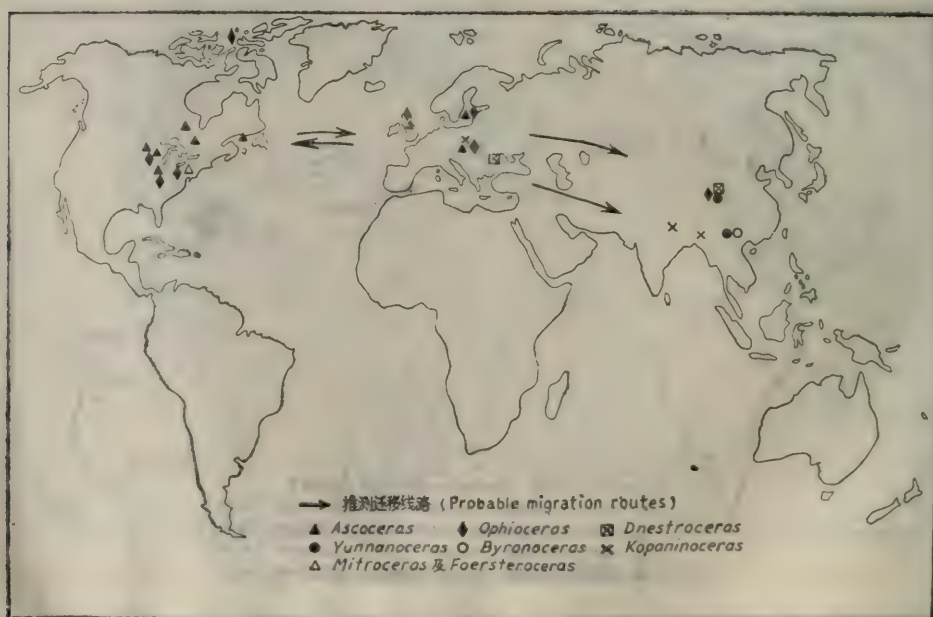 推测迁移线路 (Probable migration routes)
Ascoceras Ophioceras Dnestroceras
Yunnanoceras Byronoceras Kopaninoceras
Mitroceras 及 Foersteroceras